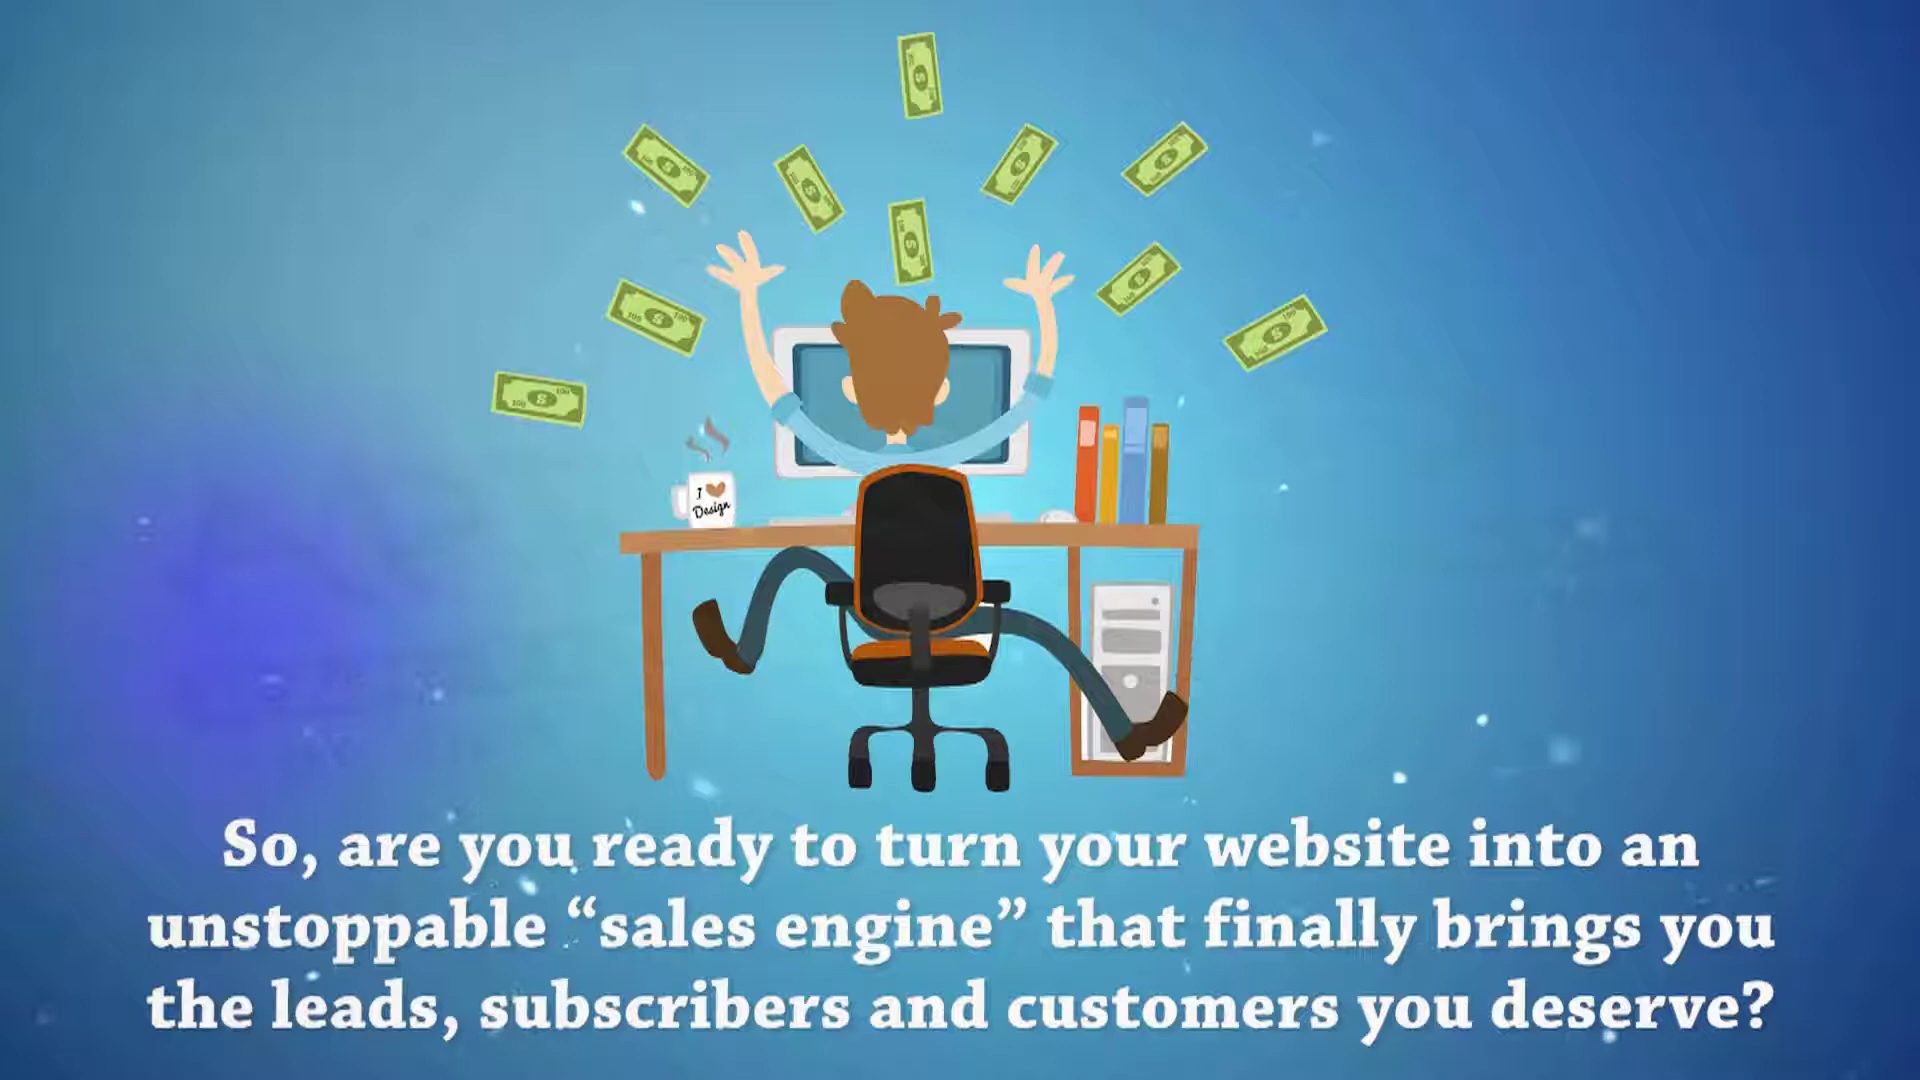 I
Design
So, are you ready to turn your website into an
unstoppable “sales engine” that finally brings you
the leads, subscribers and customers you deserve?